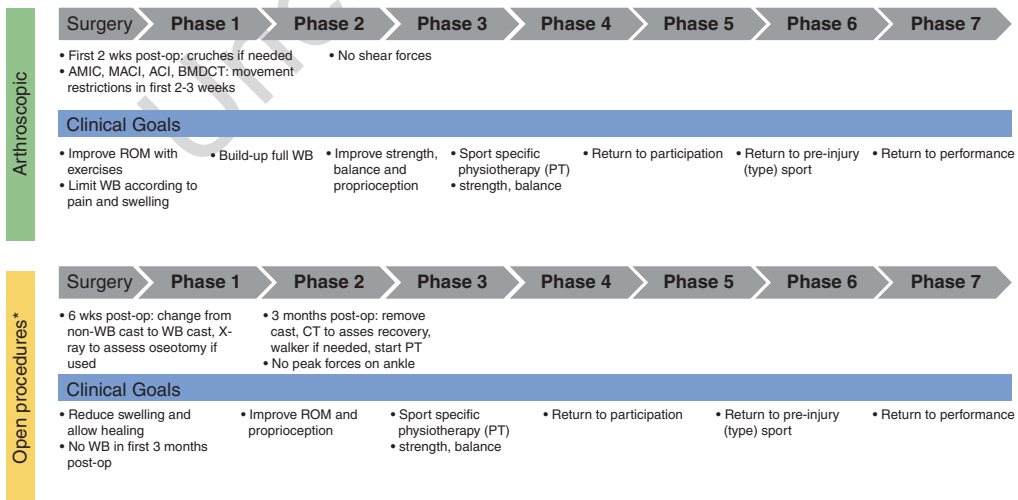 Arthroscopic
Surgery Phase 1 Phase 2 Phase 3 Phase 4 Phase 5 Phase 6 Phase 7
• First 2 wks post-op: cruches if needed
• AMIC, MACI, ACI, BMDCT: movement
restrictions in first 2-3 weeks
• No shear forces
Clinical Goals
• Improve ROM with
exercises
• Limit WB according to
pain and swelling
• Build-up full WB
• Improve strength,
balance and
proprioception
• Sport specific
physiotherapy (PT)
• strength, balance
• Return to participation
• Return to pre-injury
(type) sport
• Return to performance
Open procedures*
Surgery Phase 1 Phase 2 Phase 3 Phase 4 Phase 5 Phase 6 Phase 7
• 6 wks post-op: change from
non-WB cast to WB cast, X-
ray to assess oseotomy if
used
• 3 months post-op: remove
cast, CT to asses recovery,
walker if needed, start PT
• No peak forces on ankle
Clinical Goals
• Reduce swelling and
allow healing
• No WB in first 3 months
post-op
• Improve ROM and
proprioception
• Sport specific
physiotherapy (PT)
• strength, balance
• Return to participation
• Return to pre-injury
(type) sport
• Return to performance